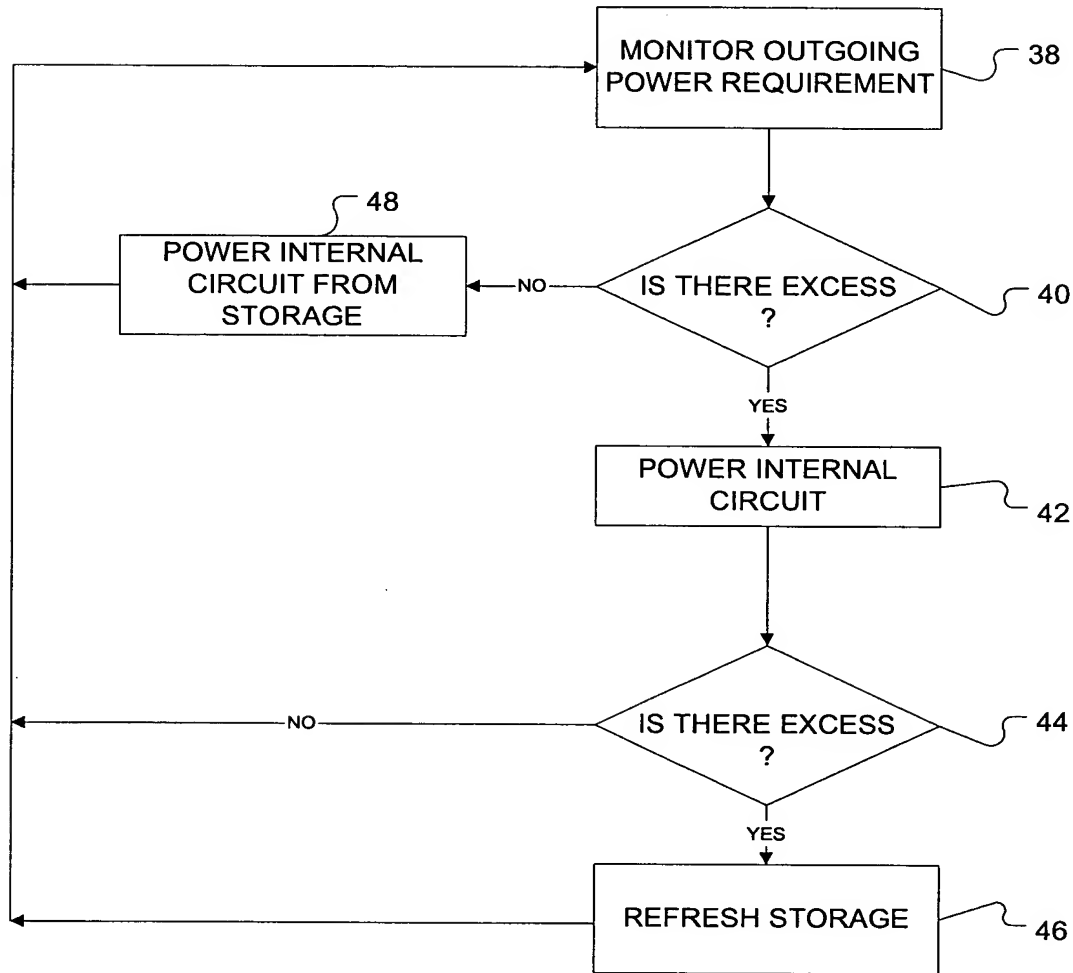 MONITOR OUTGOING
POWER REQUIREMENT
38
48
POWER INTERNAL
CIRCUIT FROM
STORAGE
NO
IS THERE EXCESS
?
40
YES
POWER INTERNAL
CIRCUIT
42
NO
IS THERE EXCESS
?
44
YES
REFRESH STORAGE
46